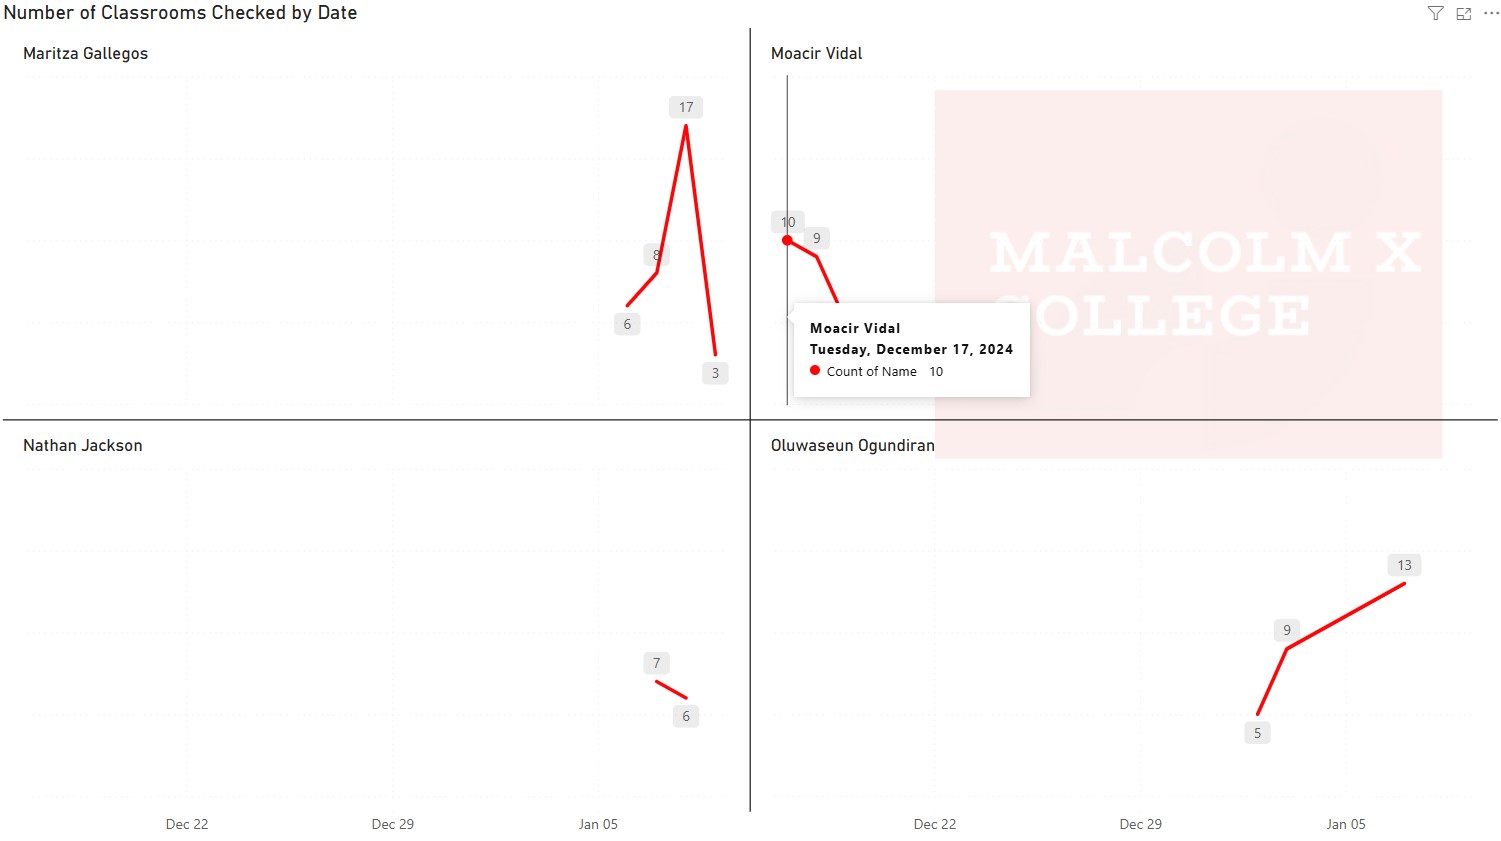 Number of Classrooms Checked by Date
Maritza Gallegos
17
8
6
3
Moacir Vidal
10
9
MALCOLM X
COLLEGE
Moacir Vidal
Tuesday, December 17, 2024
Count of Name 10
Nathan Jackson
7
6
Oluwaseun Ogundiran
13
9
5
Dec 22 Dec 29 Jan 05 Dec 22 Dec 29 Jan 05